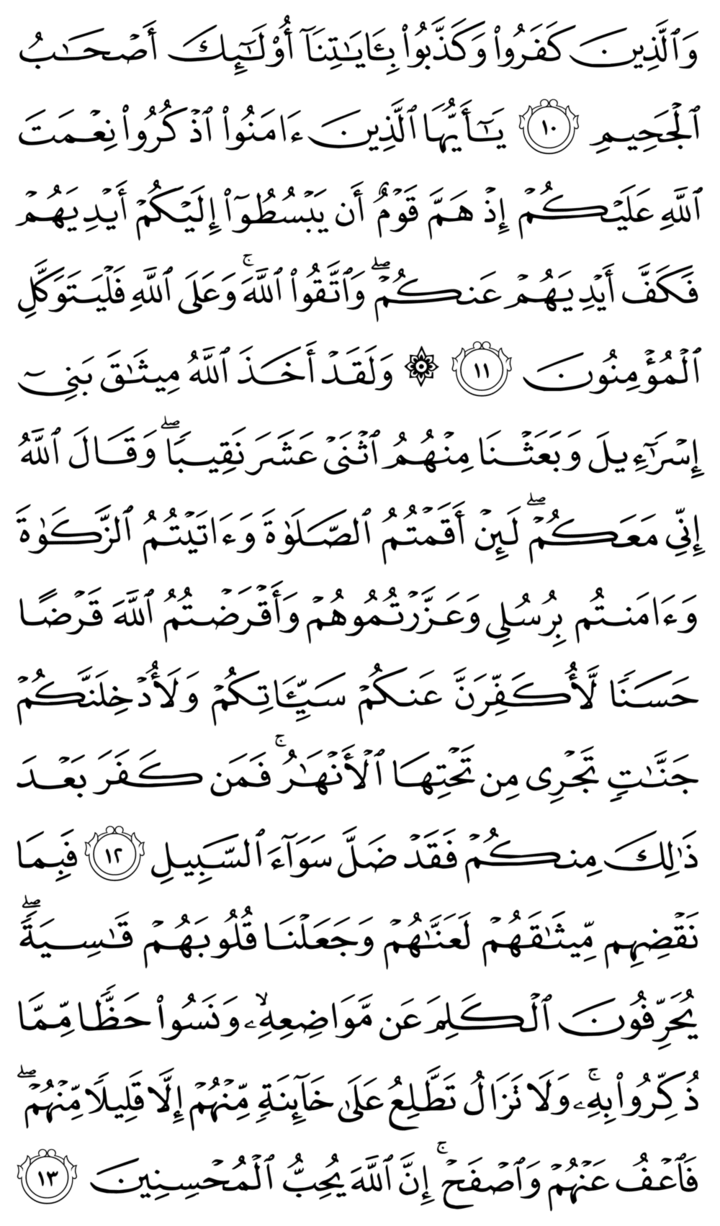 وَٱلَّذِينَ كَفَرُوا۟ وَكَذَّبُوا۟ بِـَٔايَـٰتِنَآ أُو۟لَـٰٓئِكَ أَصْحَـٰبُ
ٱلْجَحِيمِ ١٠ يَـٰٓأَيُّهَا ٱلَّذِينَ ءَامَنُوا۟ ٱذْكُرُوا۟ نِعْمَتَ
ٱللَّهِ عَلَيْكُمْ إِذْ هَمَّ قَوْمٌ أَن يَبْسُطُوٓا۟ إِلَيْكُمْ أَيْدِيَهُمْ
فَكَفَّ أَيْدِيَهُمْ عَنكُمْ ۖ وَٱتَّقُوا۟ ٱللَّهَ ۚ وَعَلَى ٱللَّهِ فَلْيَتَوَكَّلِ
ٱلْمُؤْمِنُونَ ١١ ۞ وَلَقَدْ أَخَذَ ٱللَّهُ مِيثَـٰقَ بَنِىٓ
إِسْرَٰٓءِيلَ وَبَعَثْنَا مِنْهُمُ ٱثْنَىْ عَشَرَ نَقِيبًا ۖ وَقَالَ ٱللَّهُ
إِنِّى مَعَكُمْ ۖ لَئِنْ أَقَمْتُمُ ٱلصَّلَوٰةَ وَءَاتَيْتُمُ ٱلزَّكَوٰةَ
وَءَامَنتُم بِرُسُلِى وَعَزَّرْتُمُوهُمْ وَأَقْرَضْتُمُ ٱللَّهَ قَرْضًا
حَسَنًا لَّأُكَفِّرَنَّ عَنكُمْ سَيِّـَٔاتِكُمْ وَلَأُدْخِلَنَّكُمْ
جَنَّـٰتٍ تَجْرِى مِن تَحْتِهَا ٱلْأَنْهَـٰرُ ۚ فَمَن كَفَرَ بَعْدَ
ذَٰلِكَ مِنكُمْ فَقَدْ ضَلَّ سَوَآءَ ٱلسَّبِيلِ ١٢ فَبِمَا
نَقْضِهِم مِّيثَـٰقَهُمْ لَعَنَّـٰهُمْ وَجَعَلْنَا قُلُوبَهُمْ قَـٰسِيَةً ۖ
يُحَرِّفُونَ ٱلْكَلِمَ عَن مَّوَاضِعِهِۦ ۙ وَنَسُوا۟ حَظًّا مِّمَّا
ذُكِّرُوا۟ بِهِۦ ۚ وَلَا تَزَالُ تَطَّلِعُ عَلَىٰ خَآئِنَةٍ مِّنْهُمْ إِلَّا قَلِيلًا مِّنْهُمْ ۖ
فَٱعْفُ عَنْهُمْ وَٱصْفَحْ ۚ إِنَّ ٱللَّهَ يُحِبُّ ٱلْمُحْسِنِينَ ١٣